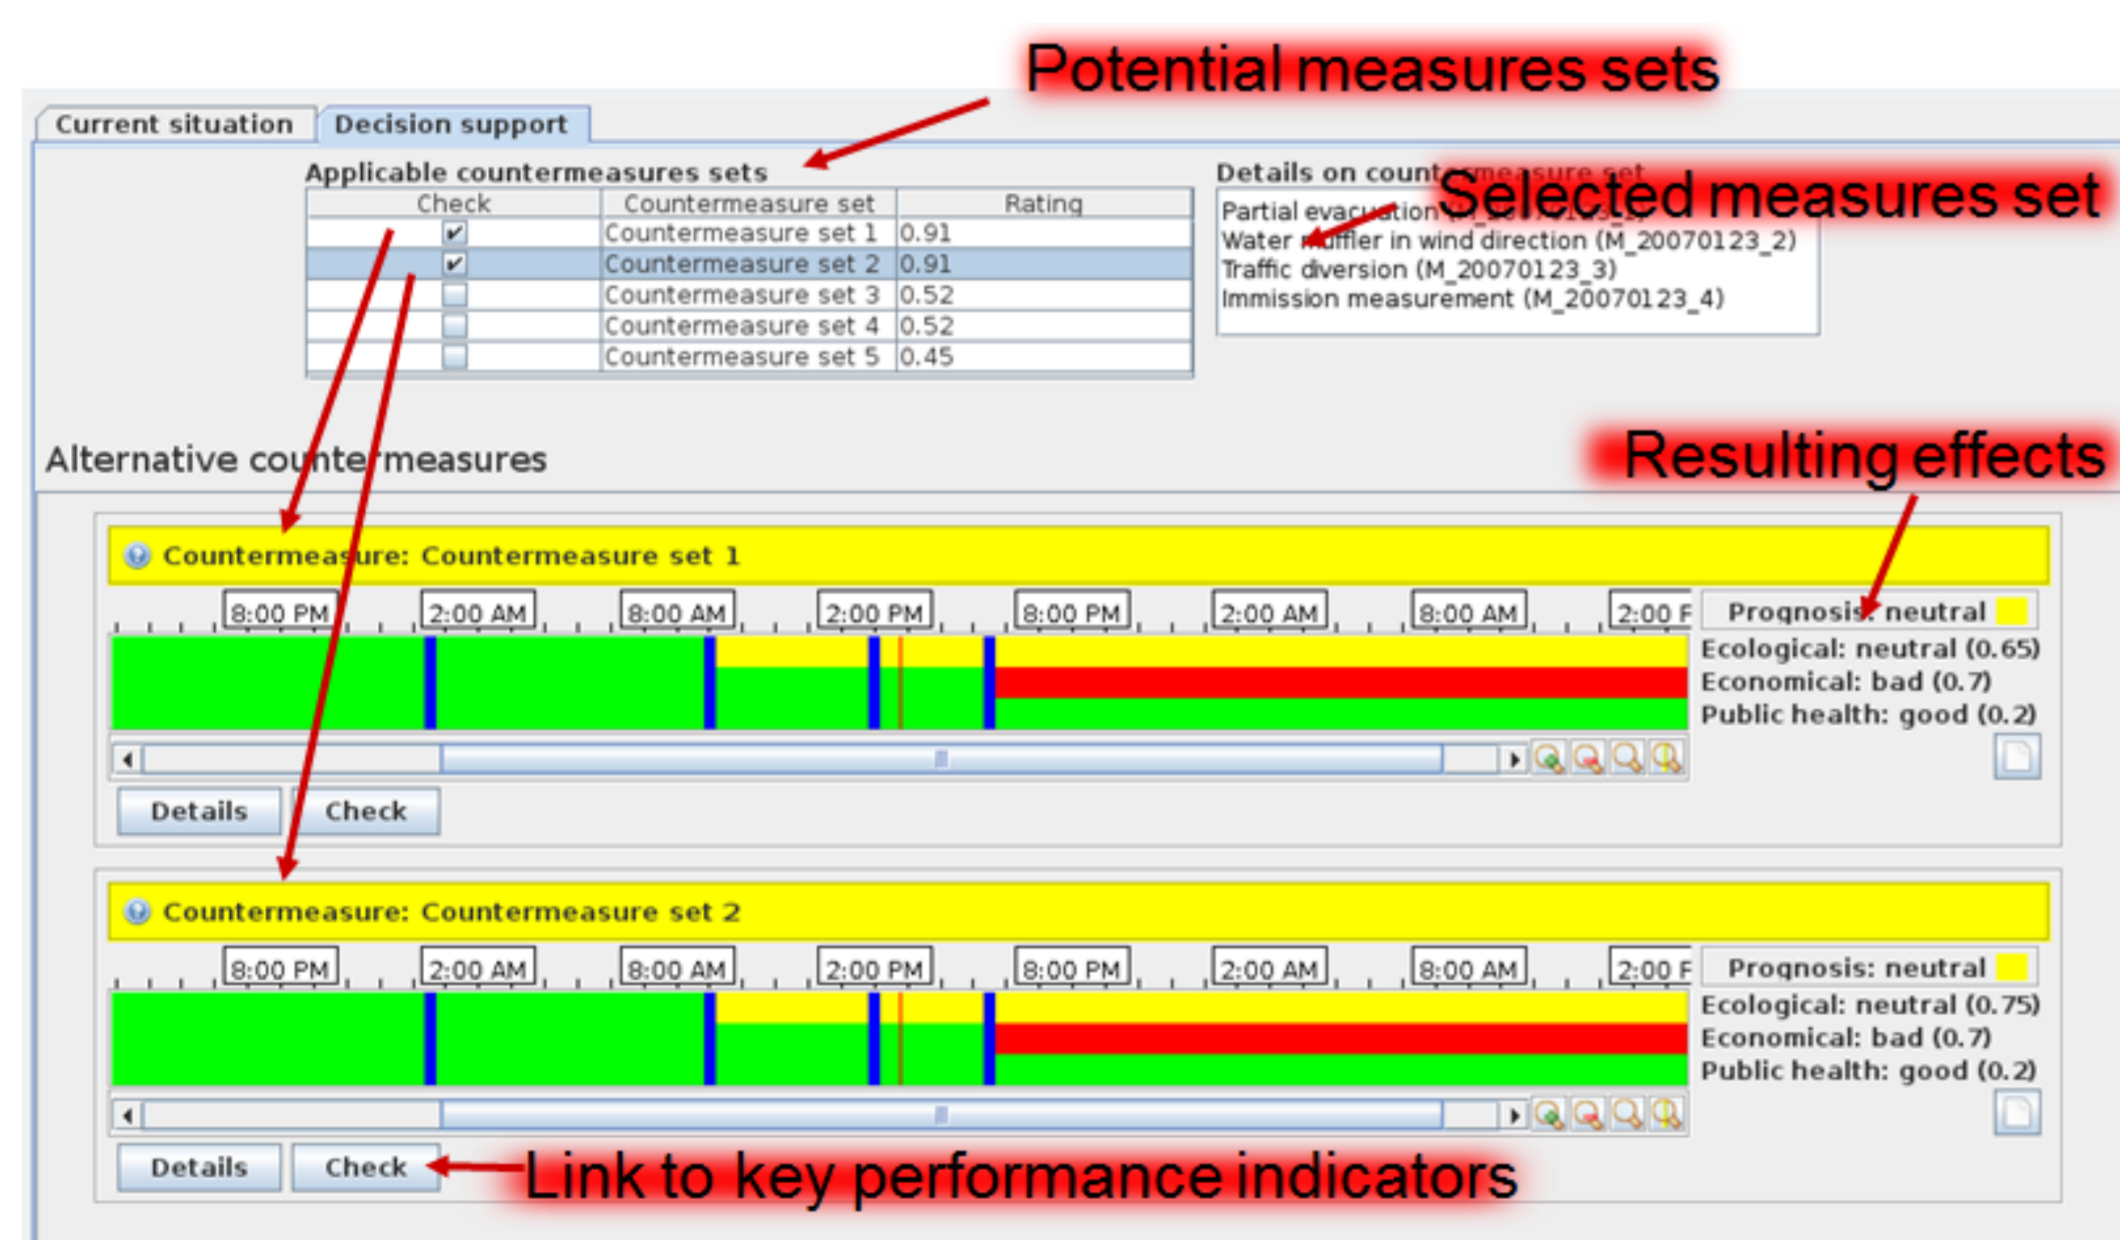 Potential measures sets
Current situation
Decision support
Applicable countermeasures sets
Check Countermeasure set Rating
Countermeasure set 1 0.91
Countermeasure set 2 0.91
Countermeasure set 3 0.52
Countermeasure set 4 0.52
Countermeasure set 5 0.45
Details on countermeasure set
Selected measures set
Partial evacuation (M_20070123_1)
Water muffler in wind direction (M_20070123_2)
Traffic diversion (M_20070123_3)
Immission measurement (M_20070123_4)
Alternative countermeasures
Resulting effects
Countermeasure: Countermeasure set 1
8:00 PM 2:00 AM 8:00 AM 2:00 PM 8:00 PM 2:00 AM 8:00 AM 2:00 P
Prognosis: neutral
Ecological: neutral (0.65)
Economical: bad (0.7)
Public health: good (0.2)
Details Check
Countermeasure: Countermeasure set 2
8:00 PM 2:00 AM 8:00 AM 2:00 PM 8:00 PM 2:00 AM 8:00 AM 2:00 P
Prognosis: neutral
Ecological: neutral (0.75)
Economical: bad (0.7)
Public health: good (0.2)
Details Check
Link to key performance indicators